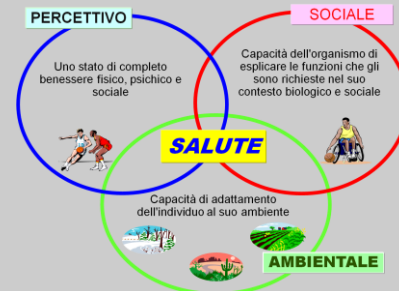 PERCETTIVO
SOCIALE
Uno stato di completo
benessere fisico, psichico e
sociale
Capacità dell'organismo di
esplicare le funzioni che gli
sono richieste nel suo
contesto biologico e sociale
SALUTE
Capacità di adattamento
dell'individuo al suo ambiente
AMBIENTALE